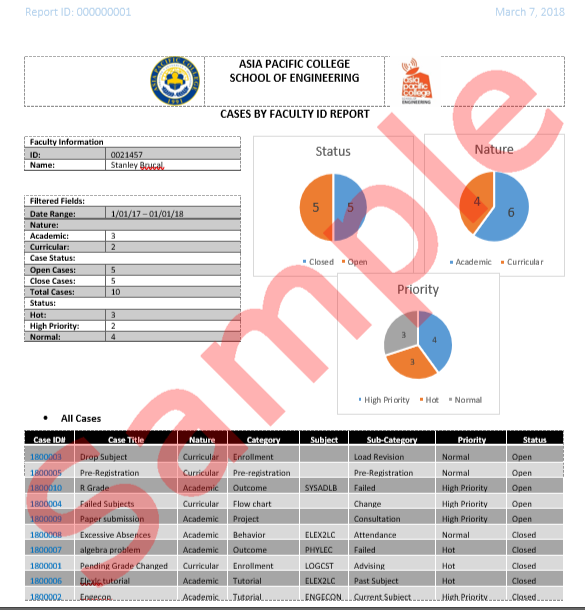 Report ID: 000000001 March 7, 2018
ASIA PACIFIC COLLEGE
SCHOOL OF ENGINEERING
asia pacific college
ENGINEERING
CASES BY FACULTY ID REPORT
Faculty Information
ID: 0021457
Name: Stanley Brucal
Filtered Fields:
Date Range: 1/01/17 – 01/01/18
Nature:
Academic: 3
Curricular: 2
Case Status:
Open Cases: 5
Close Cases: 5
Total Cases: 10
Status:
Hot: 3
High Priority: 2
Normal: 4
Status
5 5
Closed Open
Nature
4 6
Academic Curricular
Priority
3 4
3
High Priority Hot Normal
• All Cases
Case ID# Case Title Nature Category Subject Sub-Category Priority Status
1800003 Drop Subject Curricular Enrollment Load Revision Normal Open
1800005 Pre-Registration Curricular Pre-registration Pre-Registration Normal Open
1800010 R Grade Academic Outcome SYSADLB Failed High Priority Open
1800004 Failed Subjects Curricular Flow chart Change High Priority Open
1800009 Paper submission Academic Project Consultation High Priority Open
1800008 Excessive Absences Academic Behavior ELEX2LC Attendance Normal Closed
1800007 algebra problem Academic Outcome PHYLEC Failed Hot Closed
1800001 Pending Grade Changed Curricular Enrollment LOGCST Advising Hot Closed
1800006 Elexlc tutorial Academic Tutorial ELEX2LC Past Subject Hot Closed
1800002 Engecon Academic Tutorial ENGECON Current Subject High Priority Closed
Sample